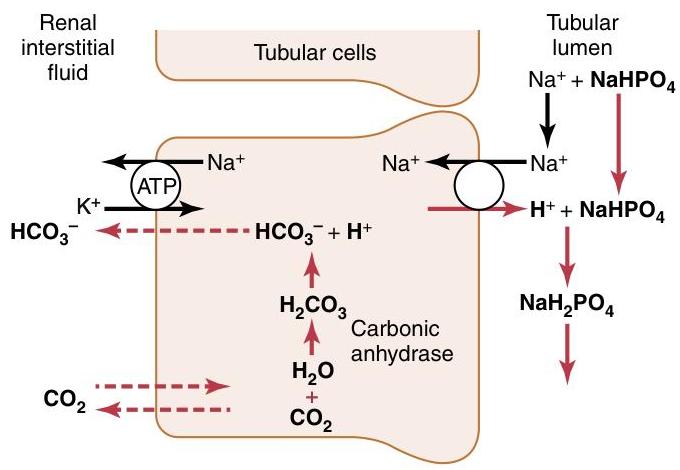 Renal
interstitial
fluid
Tubular cells
Tubular
lumen
Na⁺ + NaHPO₄
Na⁺
ATP
K⁺
Na⁺
Na⁺
H⁺ + NaHPO₄
HCO₃⁻
HCO₃⁻ + H⁺
NaH₂PO₄
H₂CO₃
Carbonic
anhydrase
H₂O
+
CO₂
CO₂